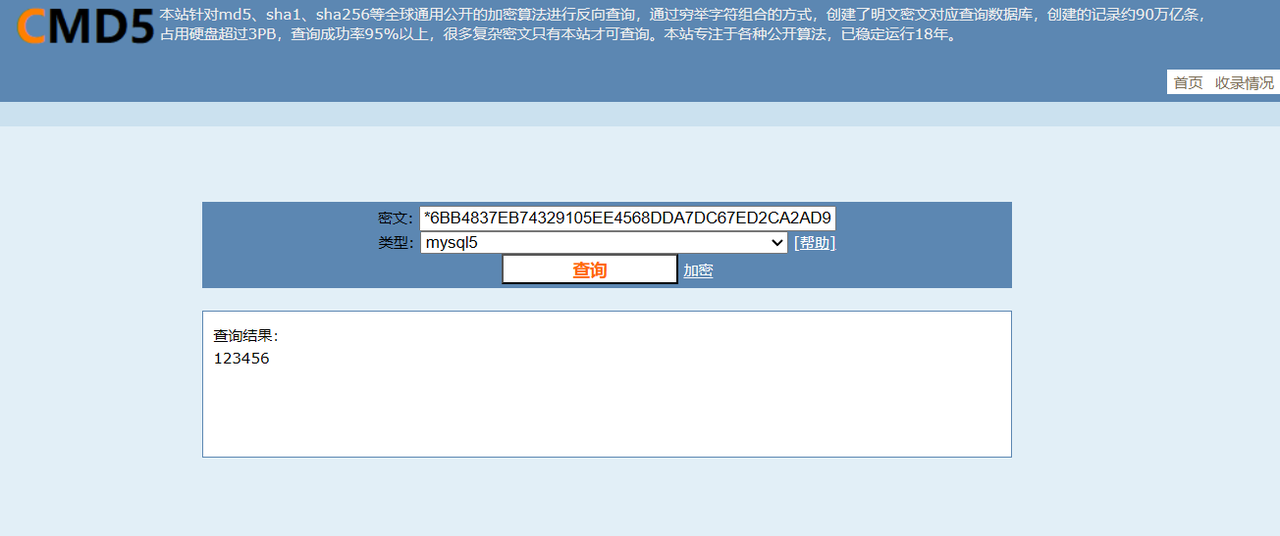 CMD5
本站针对md5、sha1、sha256等全球通用公开的加密算法进行反向查询，通过穷举字符组合的方式，创建了明文密文对应查询数据库，创建的记录约90万亿条，
占用硬盘超过3PB，查询成功率95%以上，很多复杂密文只有本站才可查询。本站专注于各种公开算法，已稳定运行18年。
首页 收录情况
密文: *6BB4837EB74329105EE4568DDA7DC67ED2CA2AD9
类型: mysql5 [帮助]
查询 加密
查询结果:
123456